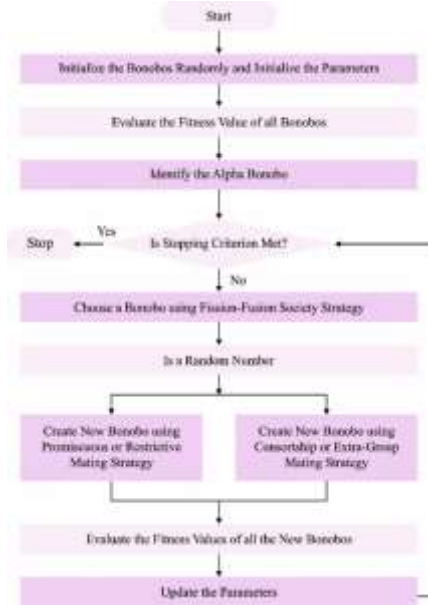 Start
Initialize the Bonobos Randomly and Initialize the Parameters
Evaluate the Fitness Value of all Bonobos
Identify the Alpha Bonobo
Yes
Stop
Is Stopping Criterion Met?
No
Choose a Bonobo using Fission-Fusion Society Strategy
Is a Random Number
Create New Bonobo using
Promiscuous or Restrictive
Mating Strategy
Create New Bonobo using
Consortship or Extra-Group
Mating Strategy
Evaluate the Fitness Values of all the New Bonobos
Update the Parameters